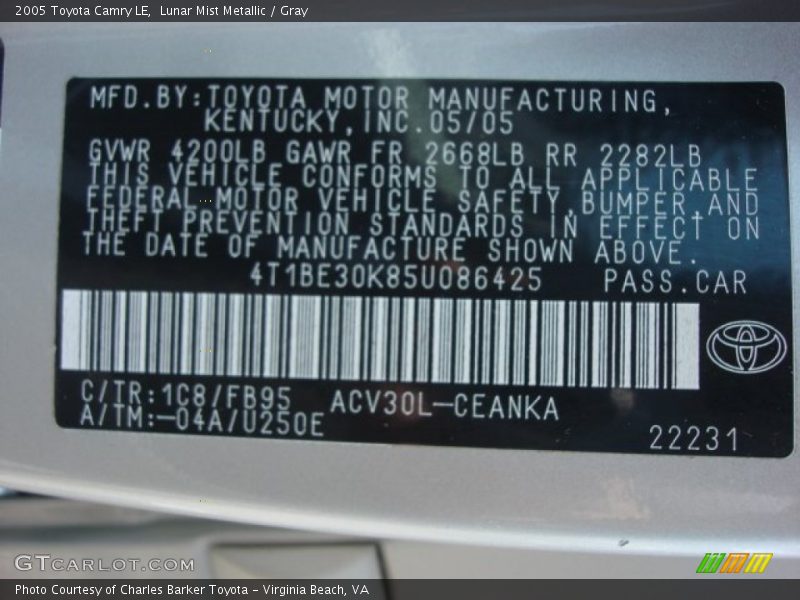 2005 Toyota Camry LE,  Lunar Mist Metallic / Gray
MFD.BY:TOYOTA MOTOR MANUFACTURING,
KENTUCKY,INC.05/05
GVWR 4200LB GAWR FR 2668LB RR 2282LB
THIS VEHICLE CONFORMS TO ALL APPLICABLE
FEDERAL MOTOR VEHICLE SAFETY,BUMPER AND
THEFT PREVENTION STANDARDS IN EFFECT ON
THE DATE OF MANUFACTURE SHOWN ABOVE.
4T1BE30K85U086425 PASS.CAR
C/TR:1C8/FB95 ACV30L-CEANKA
A/TM:-04A/U250E
22231
GTCARLOT.COM
Photo Courtesy of Charles Barker Toyota - Virginia Beach, VA